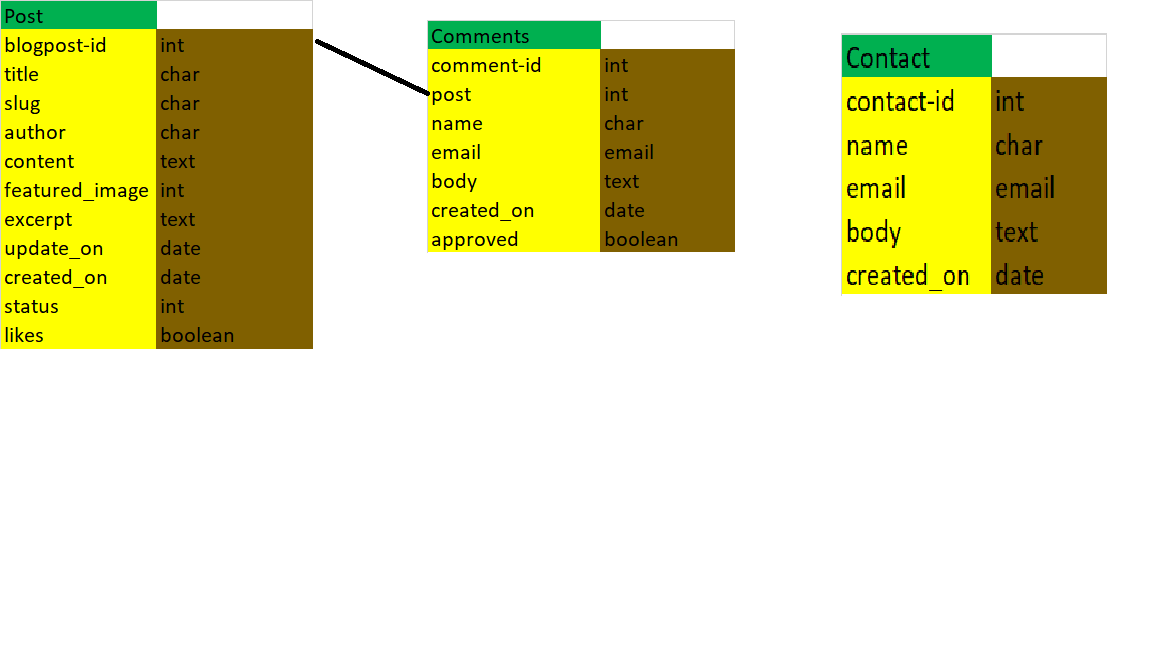 Post
blogpost-id int
title char
slug char
author char
content text
featured_image int
excerpt text
update_on date
created_on date
status int
likes boolean
Comments
comment-id int
post int
name char
email email
body text
created_on date
approved boolean
Contact
contact-id int
name char
email email
body text
created_on date